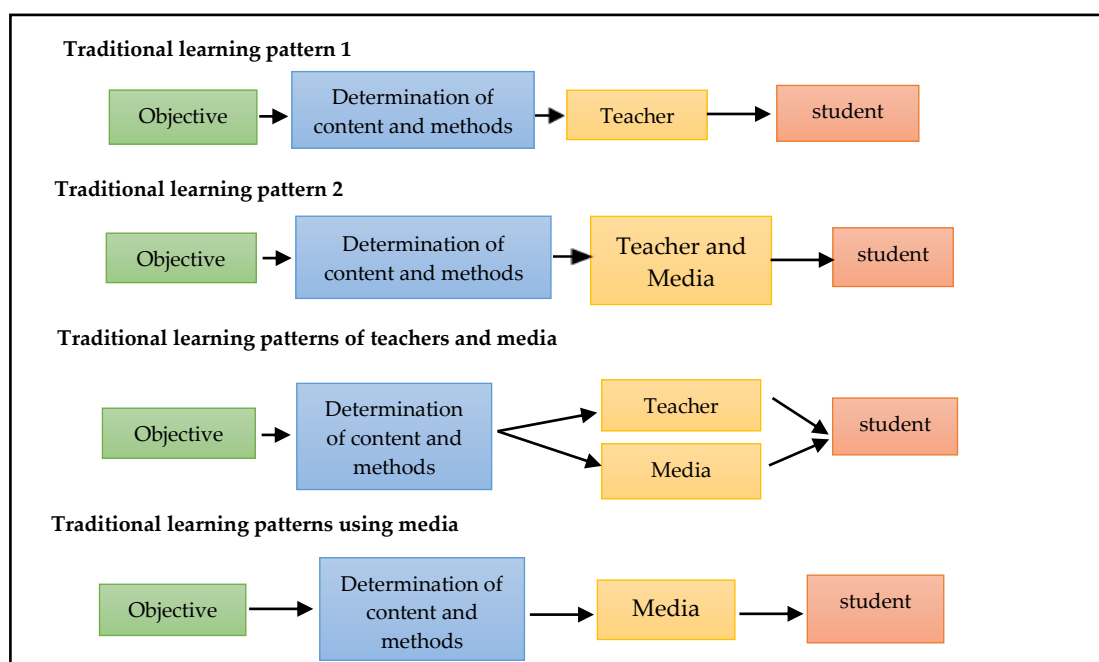 Traditional learning pattern 1
Objective
Determination of
content and methods
Teacher
student
Traditional learning pattern 2
Objective
Determination of
content and methods
Teacher and
Media
student
Traditional learning patterns of teachers and media
Objective
Determination
of content and
methods
Teacher
Media
student
Traditional learning patterns using media
Objective
Determination of
content and
methods
Media
student